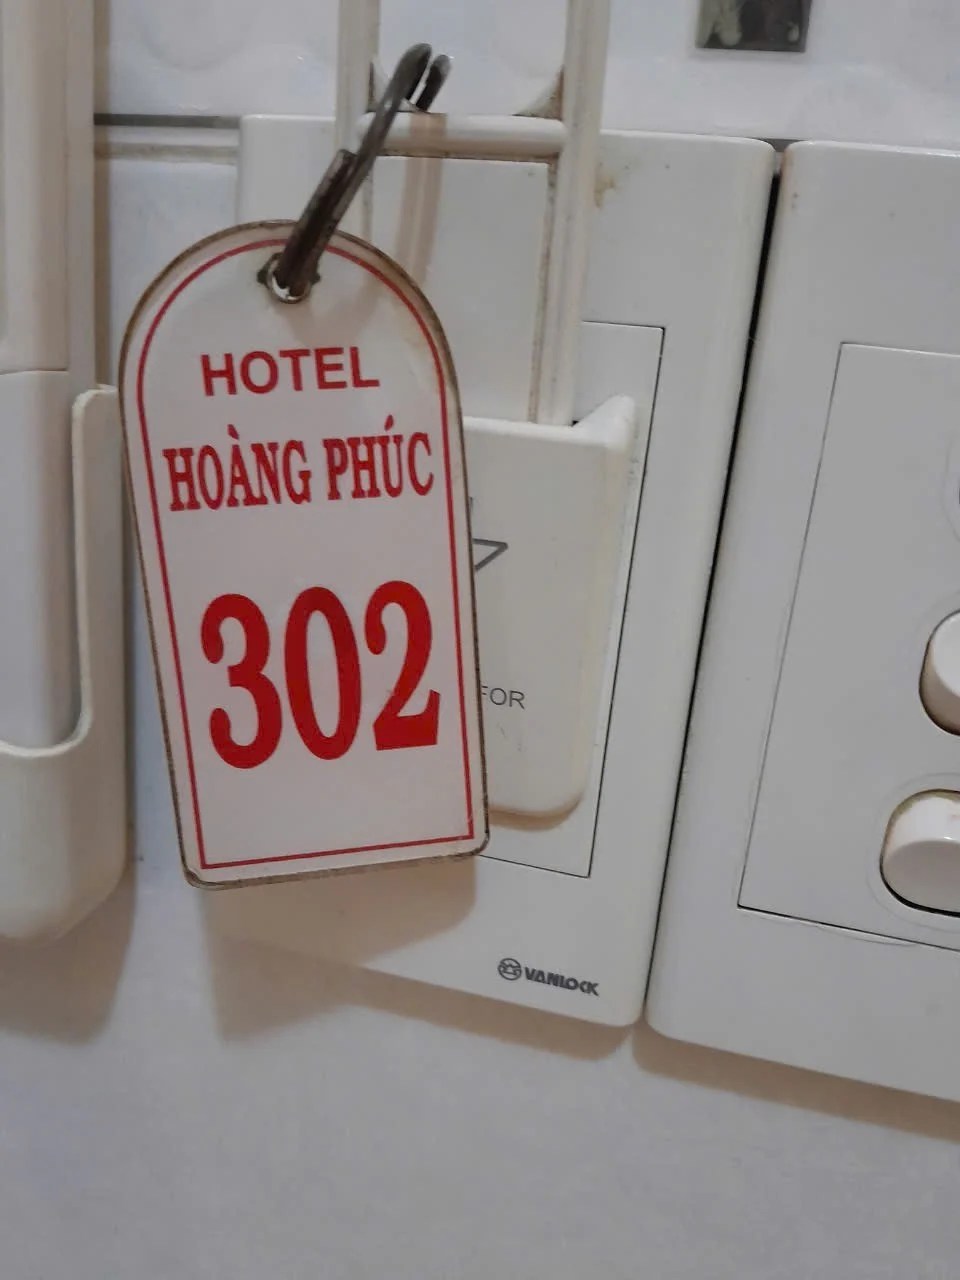 HOTEL
HOÀNG PHÚC
302
FOR
VANLOCK